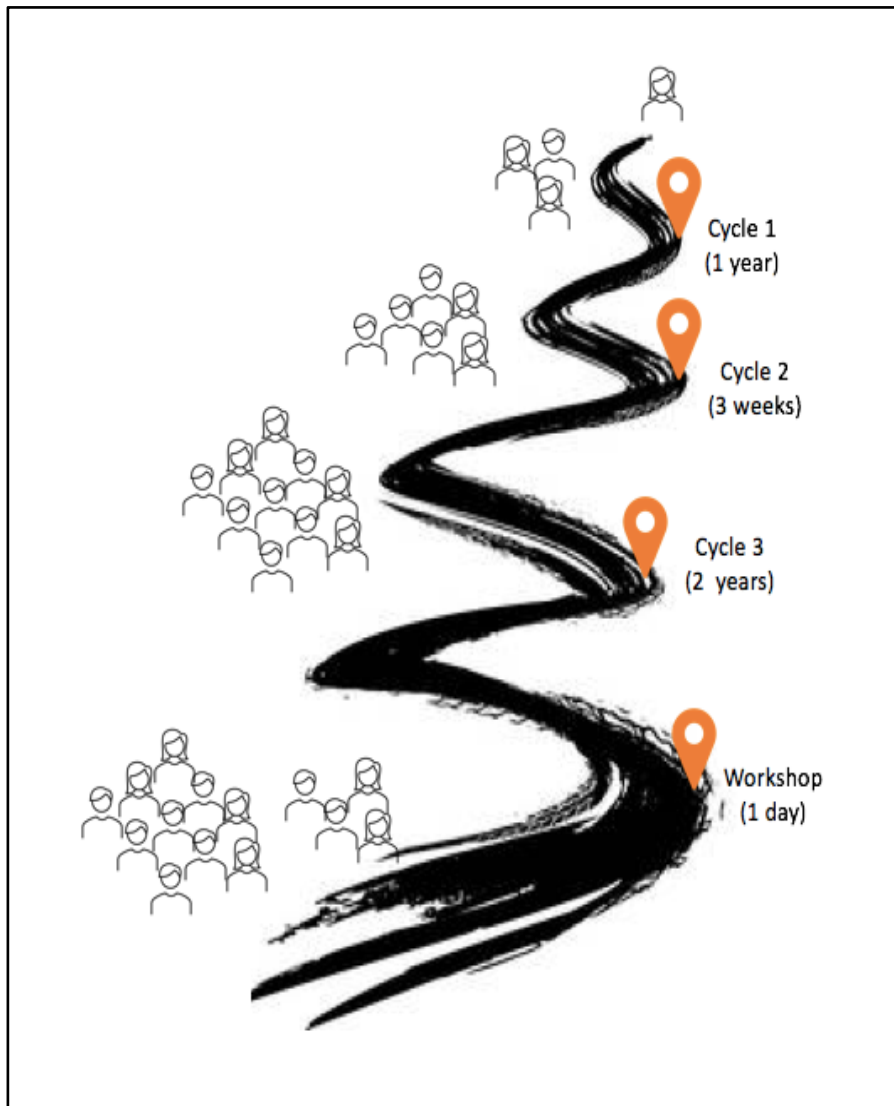 Cycle 1
(1 year)
Cycle 2
(3 weeks)
Cycle 3
(2  years)
Workshop
(1 day)